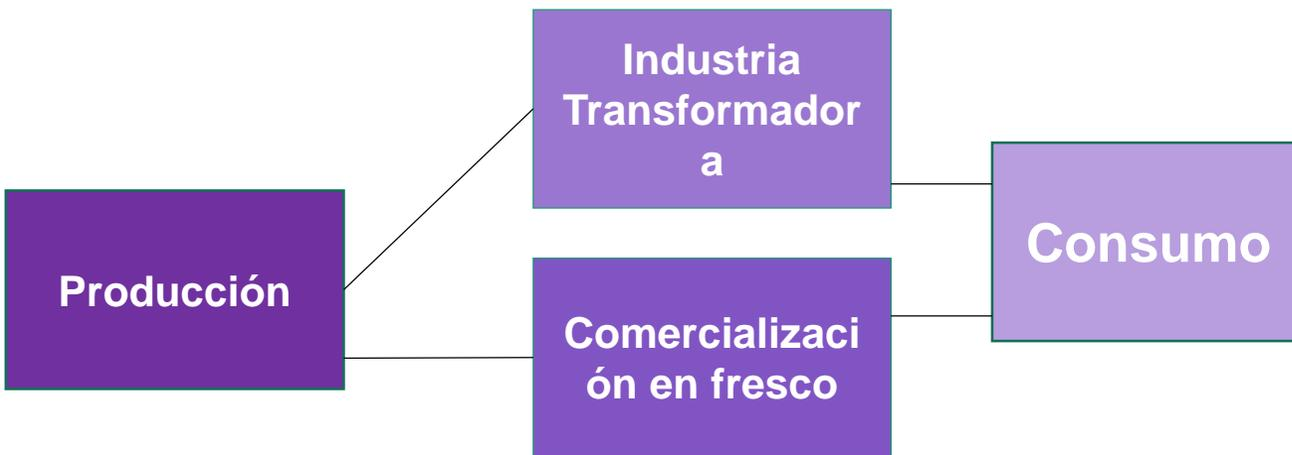 Industria
Transformador
a
Producción
Consumo
Comercializaci
ón en fresco